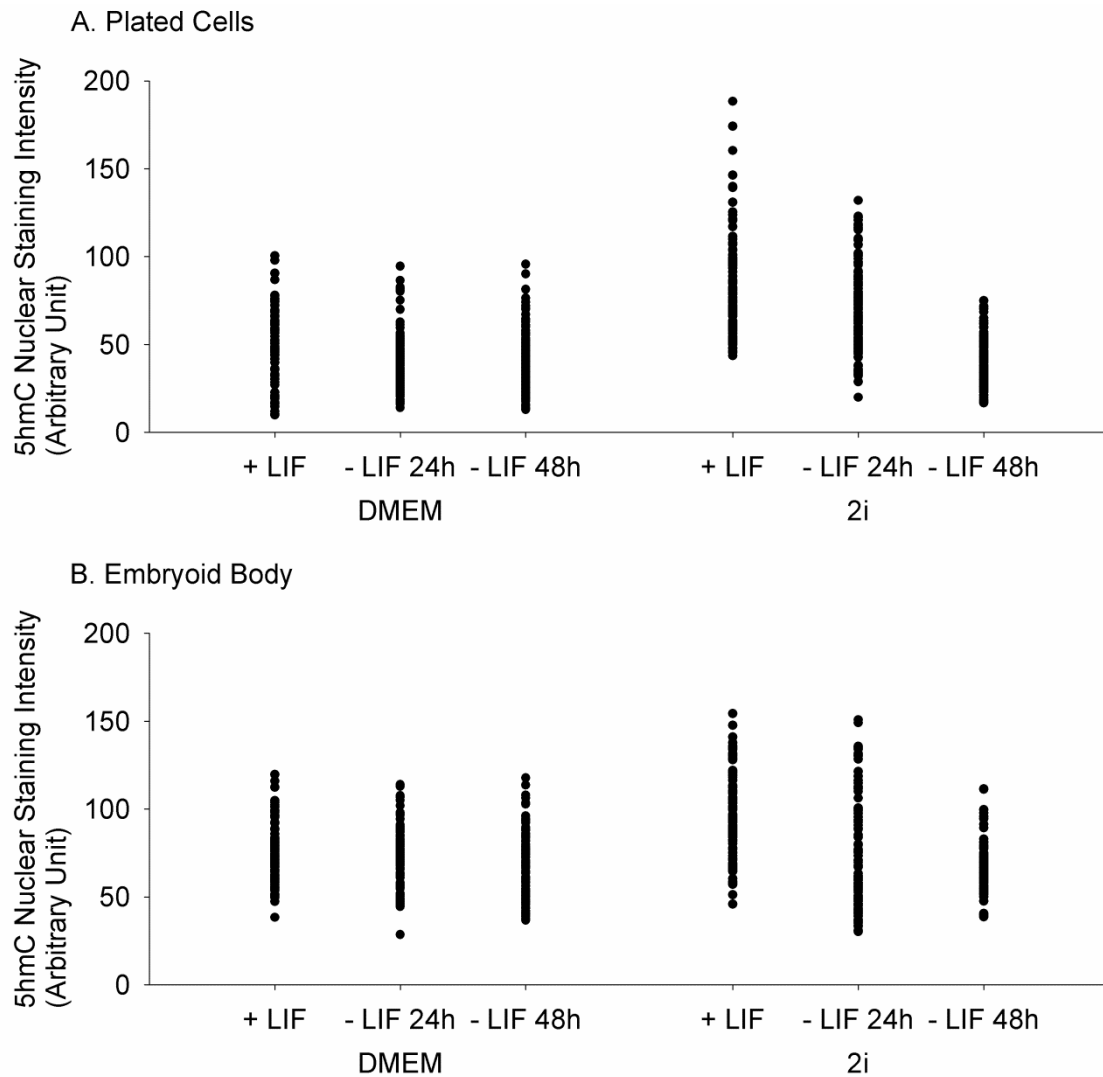 A. Plated Cells
5hmC Nuclear Staining Intensity
(Arbitrary Unit)
200
150
100
50
0
+ LIF - LIF 24h - LIF 48h + LIF - LIF 24h - LIF 48h
DMEM 2i
B. Embryoid Body
5hmC Nuclear Staining Intensity
(Arbitrary Unit)
200
150
100
50
0
+ LIF - LIF 24h - LIF 48h + LIF - LIF 24h - LIF 48h
DMEM 2i